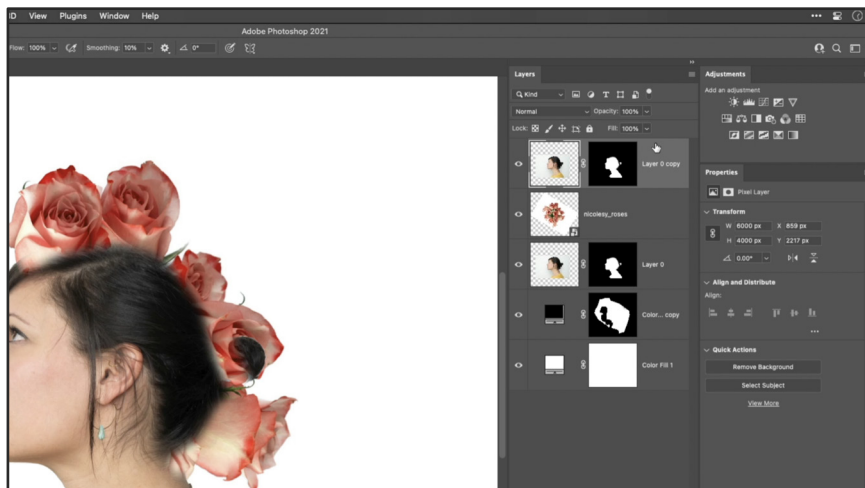 View Plugins Window Help
Adobe Photoshop 2021
Flow: 100% Smoothing: 10% 0°
Layers
Kind
Normal Opacity: 100%
Lock: Fill: 100%
Layer 0 copy
nicolesy_roses
Layer 0
Color... copy
Color Fill 1
Adjustments
Add an adjustment
Properties
Pixel Layer
Transform
W 6000 px X 859 px
H 4000 px Y 2217 px
0.00°
Align and Distribute
Align:
Quick Actions
Remove Background
Select Subject
View More